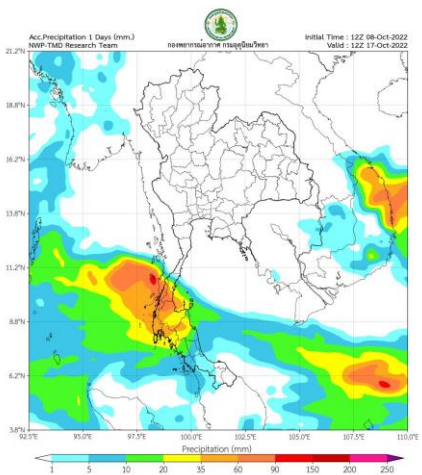 Acc.Precipitation 1 Days (mm.)
NWP-TMD Research Team
กองพยากรณ์อากาศ กรมอุตุนิยมวิทยา
Initial Time : 12Z 08-Oct-2022
Valid : 12Z 17-Oct-2022
21.2°N
18.8°N
16.2°N
13.8°N
11.2°N
8.8°N
6.2°N
3.8°N
92.5°E 95.0°E 97.5°E 100.0°E 102.5°E 105.0°E 107.5°E 110.0°E
Precipitation (mm)
1 5 10 20 35 60 90 150 200 250